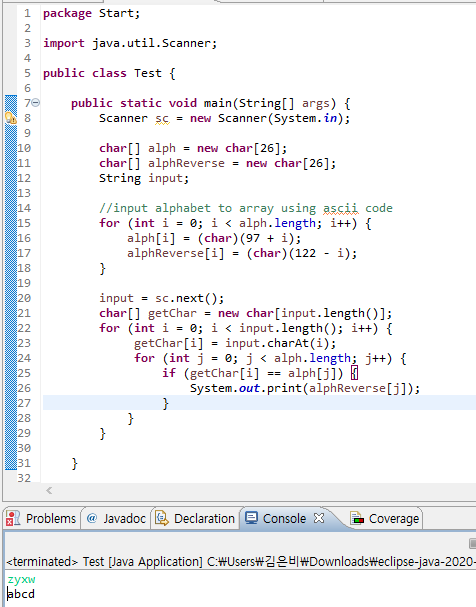 1 package Start;
2
3 import java.util.Scanner;
4
5 public class Test {
6
7 public static void main(String[] args) {
8 Scanner sc = new Scanner(System.in);
9
10 char[] alph = new char[26];
11 char[] alphReverse = new char[26];
12 String input;
13
14 //input alphabet to array using ascii code
15 for (int i = 0; i < alph.length; i++) {
16 alph[i] = (char)(97 + i);
17 alphReverse[i] = (char)(122 - i);
18 }
19
20 input = sc.next();
21 char[] getChar = new char[input.length()];
22 for (int i = 0; i < input.length(); i++) {
23 getChar[i] = input.charAt(i);
24 for (int j = 0; j < alph.length; j++) {
25 if (getChar[i] == alph[j]) {
26 System.out.print(alphReverse[j]);
27 }
28 }
29 }
30
31 }
32
Problems @ Javadoc Declaration Console Coverage
<terminated> Test [Java Application] C:₩Users₩김은비₩Downloads₩eclipse-java-2020-
zyxw
abcd